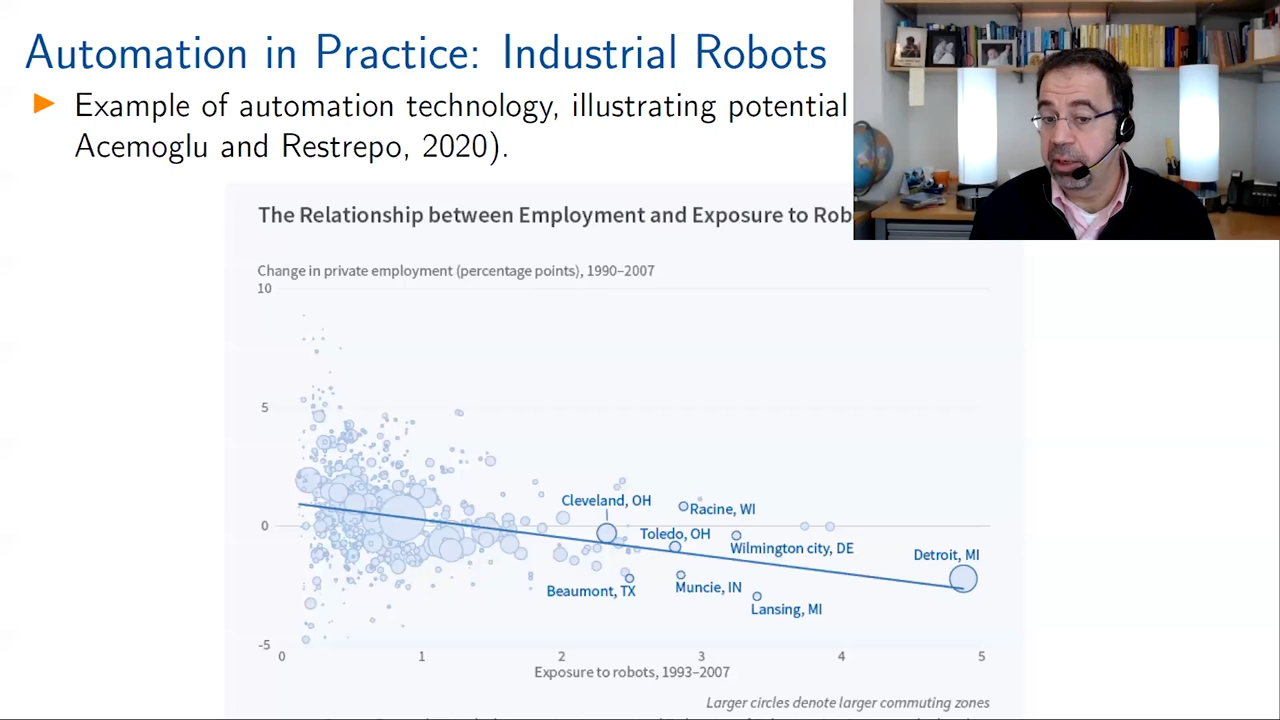 Automation in Practice: Industrial Robots
Example of automation technology, illustrating potential
Acemoglu and Restrepo, 2020).
The Relationship between Employment and Exposure to Rob
Change in private employment (percentage points), 1990–2007
10
5
0
-5
Cleveland, OH
Racine, WI
Toledo, OH
Wilmington city, DE
Detroit, MI
Beaumont, TX
Muncie, IN
Lansing, MI
0 1 2 3 4 5
Exposure to robots, 1993–2007
Larger circles denote larger commuting zones